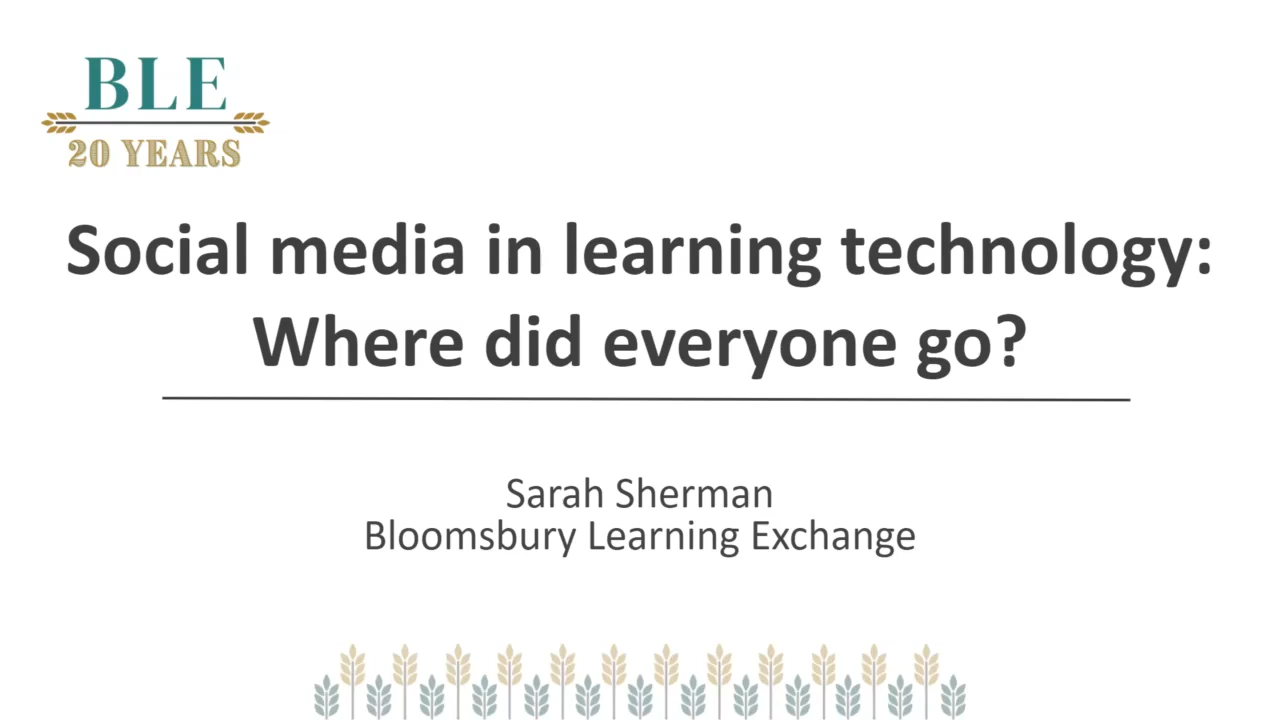 BLE
20 YEARS
Social media in learning technology:
Where did everyone go?
Sarah Sherman
Bloomsbury Learning Exchange